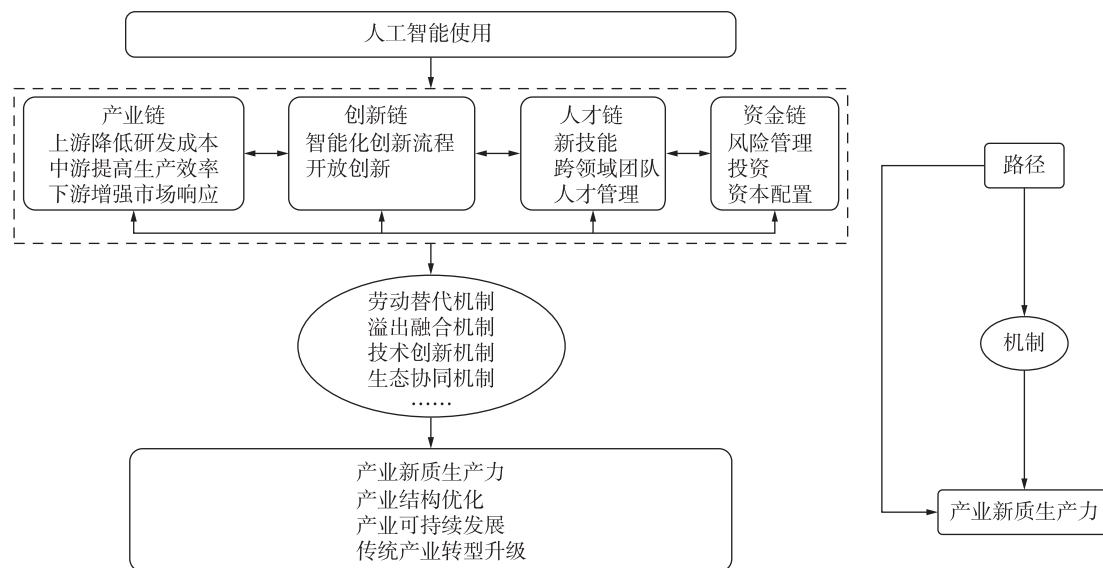 人工智能使用
产业链
上游降低研发成本
中游提高生产效率
下游增强市场响应
创新链
智能化创新流程
开放创新
人才链
新技能
跨领域团队
人才管理
资金链
风险管理
投资
资本配置
劳动替代机制
溢出融合机制
技术创新机制
生态协同机制
……
产业新质生产力
产业结构优化
产业可持续发展
传统产业转型升级
路径
机制
产业新质生产力